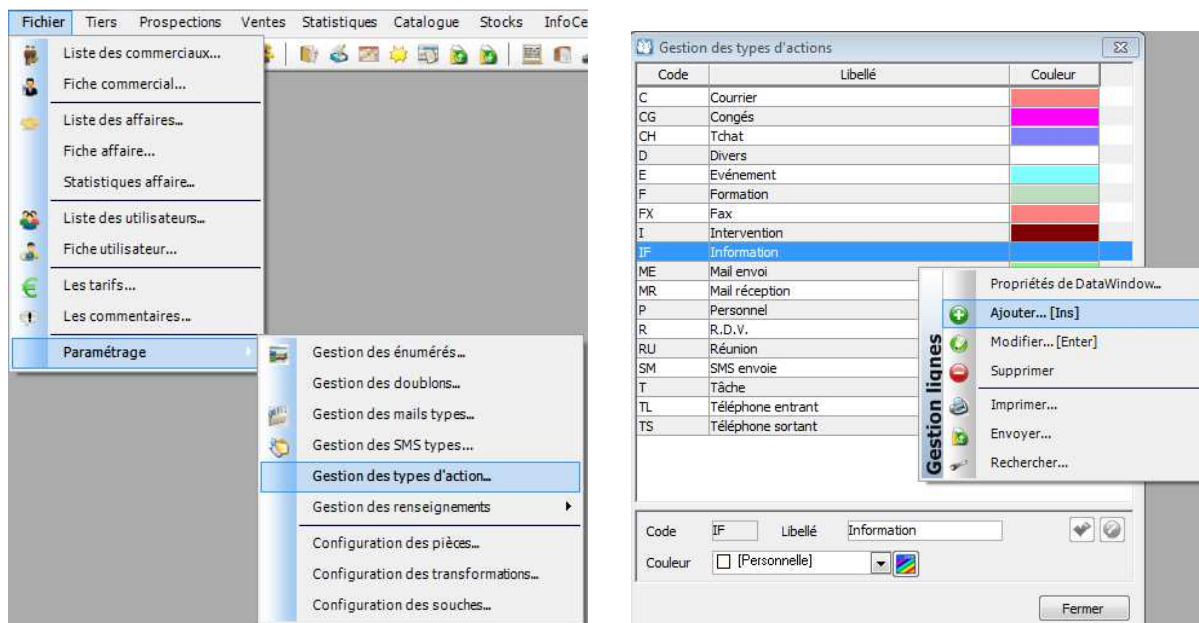 Fichier Tiers Prospections Ventes Statistiques Catalogue Stocks InfoCe
Liste des commerciaux...
Fiche commercial...
Liste des affaires...
Fiche affaire...
Statistiques affaire...
Liste des utilisateurs...
Fiche utilisateur...
Les tarifs...
Les commentaires...
Paramétrage
Gestion des énumérés...
Gestion des doublons...
Gestion des mails types...
Gestion des SMS types...
Gestion des types d'action...
Gestion des renseignements
Configuration des pièces...
Configuration des transformations...
Configuration des souches...
Gestion des types d'actions
Code Libellé Couleur
C Courrier
CG Congés
CH Tchat
D Divers
E Evénement
F Formation
FX Fax
I Intervention
IF Information
ME Mail envoi
MR Mail réception
P Personnel
R R.D.V.
RU Réunion
SM SMS envoie
T Tâche
TL Téléphone entrant
TS Téléphone sortant
Gestion lignes
Propriétés de DataWindow...
Ajouter... [Ins]
Modifier... [Enter]
Supprimer
Imprimer...
Envoyer...
Rechercher...
Code IF Libellé Information
Couleur [Personnelle]
Fermer